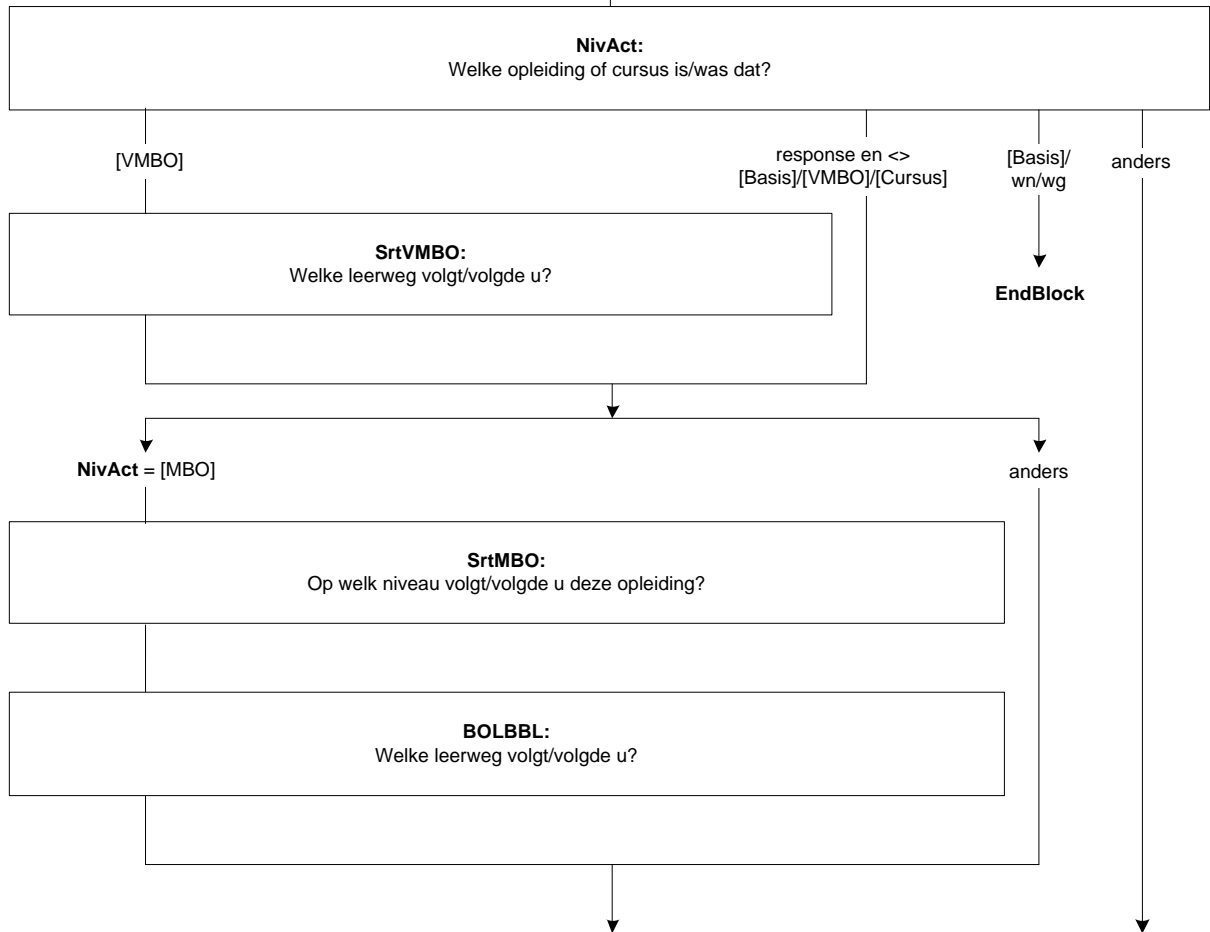 NivAct:
Welke opleiding of cursus is/was dat?
[VMBO]
response en <>
[Basis]/[VMBO]/[Cursus]
[Basis]/
wn/wg
anders
SrtVMBO:
Welke leerweg volgt/volgde u?
EndBlock
NivAct = [MBO]
anders
SrtMBO:
Op welk niveau volgt/volgde u deze opleiding?
BOLBBL:
Welke leerweg volgt/volgde u?